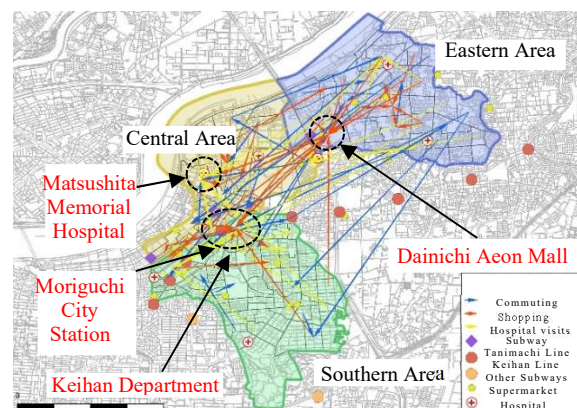 Eastern Area
Central Area
Matsushita
Memorial
Hospital
Dainichi Aeon Mall
Moriguchi
City
Station
Keihan Department
Southern Area
Commuting
Shopping
Hospital visits
Subway
Tanimachi Line
Keihan Line
Other Subways
Supermarket
Hospital